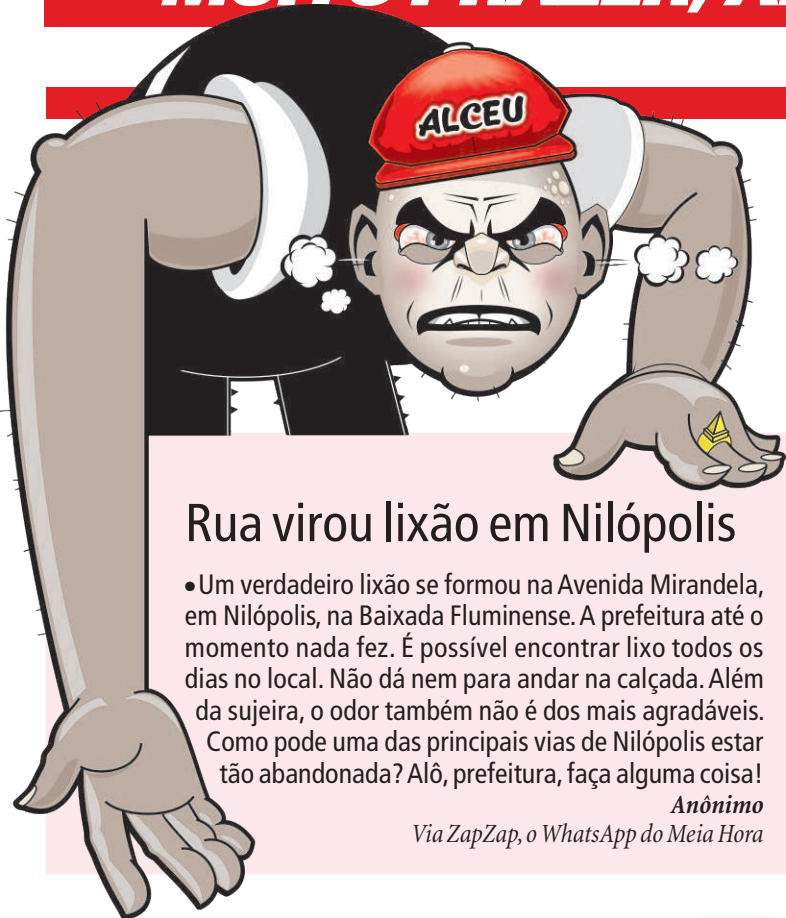 ALCEU
Rua virou lixão em Nilópolis
• Um verdadeiro lixão se formou na Avenida Mirandela,
em Nilópolis, na Baixada Fluminense. A prefeitura até o
momento nada fez. É possível encontrar lixo todos os
dias no local. Não dá nem para andar na calçada. Além
da sujeira, o odor também não é dos mais agradáveis.
Como pode uma das principais vias de Nilópolis estar
tão abandonada? Alô, prefeitura, faça alguma coisa!
Anônimo
Via ZapZap, o WhatsApp do Meia Hora